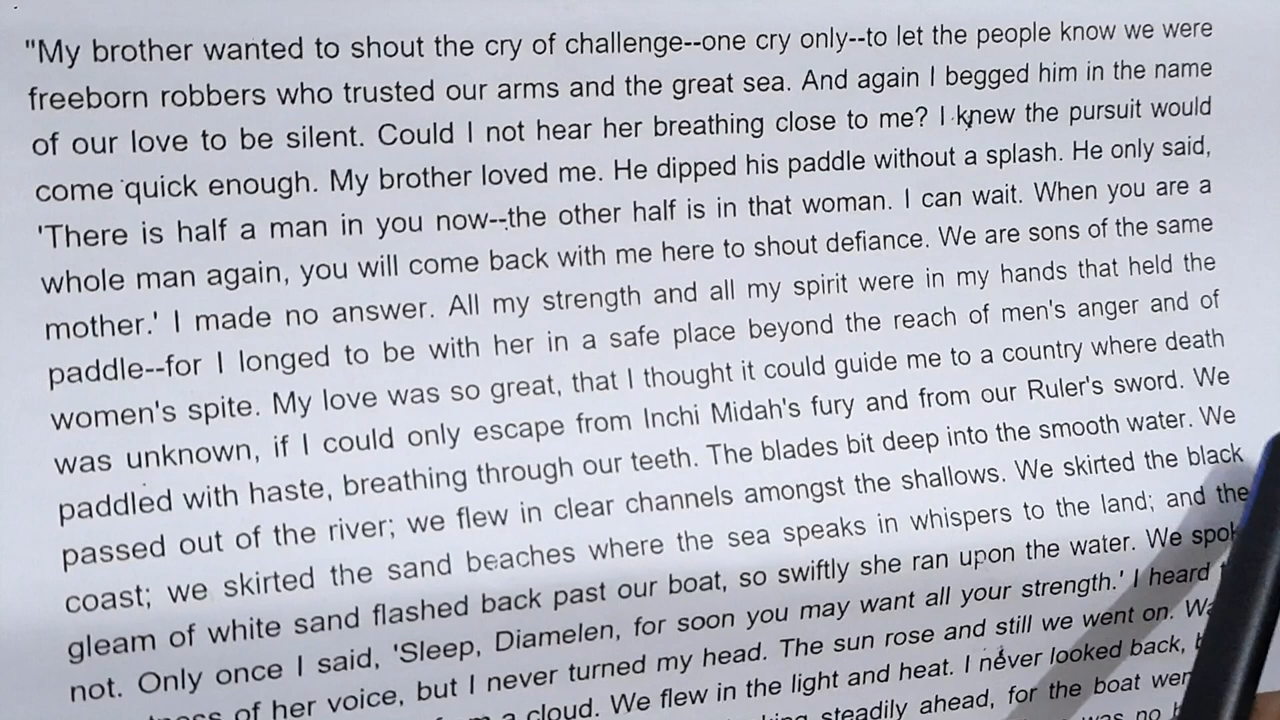 "My brother wanted to shout the cry of challenge--one cry only--to let the people know we were
freeborn robbers who trusted our arms and the great sea. And again I begged him in the name
of our love to be silent. Could I not hear her breathing close to me? I knew the pursuit would
come quick enough. My brother loved me. He dipped his paddle without a splash. He only said,
'There is half a man in you now--the other half is in that woman. I can wait. When you are a
whole man again, you will come back with me here to shout defiance. We are sons of the same
mother.' I made no answer. All my strength and all my spirit were in my hands that held the
paddle--for I longed to be with her in a safe place beyond the reach of men's anger and of
women's spite. My love was so great, that I thought it could guide me to a country where death
was unknown, if I could only escape from Inchi Midah's fury and from our Ruler's sword. We
paddled with haste, breathing through our teeth. The blades bit deep into the smooth water. We
passed out of the river; we flew in clear channels amongst the shallows. We skirted the black
coast; we skirted the sand beaches where the sea speaks in whispers to the land; and the
gleam of white sand flashed back past our boat, so swiftly she ran upon the water. We
not. Only once I said, 'Sleep, Diamelen, for soon you may want all your strength.' I heard
of her voice, but I never turned my head. The sun rose and still we went on.
a cloud. We flew in the light and heat. I never looked back,
steadily ahead, for the boat
was no